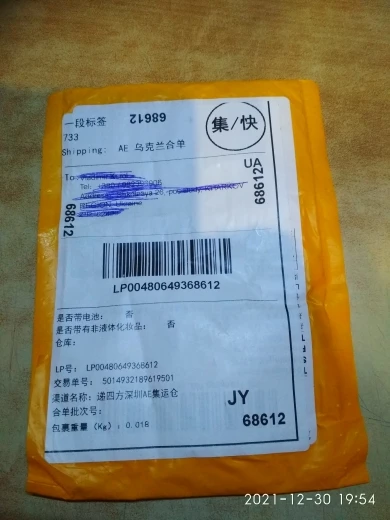 一段标签
68612
集/快
733
Shipping: AE 乌克兰合单
To:
UA
68612
Tel:
68612
LP00480649368612
是否带电池： 否
是否带有非液体化妆品： 否
仓库：
LP号： LP00480649368612
交易单号： 5014932189619501
渠道名称：递四方深圳AE集运仓
JY
合单批次号：
68612
包裹重量（Kg）：0.018
2021-12-30 19:54